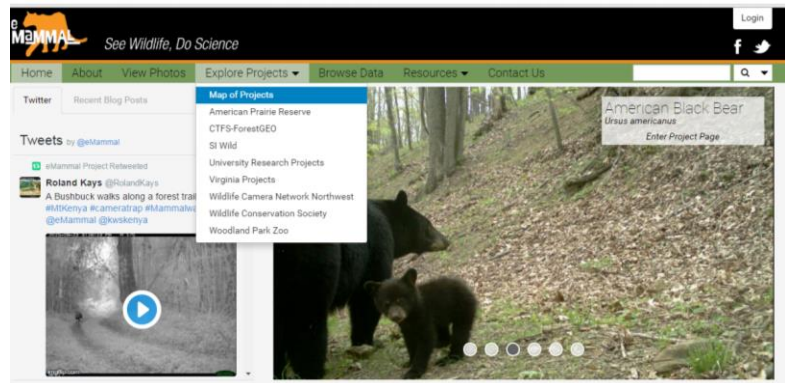 Login
e
MaMMAL
See Wildlife, Do Science
f
Home About View Photos Explore Projects Browse Data Resources Contact Us
Twitter Recent Blog Posts
Map of Projects
American Prairie Reserve
CTFS-ForestGEO
SI Wild
University Research Projects
Virginia Projects
Wildlife Camera Network Northwest
Wildlife Conservation Society
Woodland Park Zoo
Tweets by @eMammal
eMammal Project Retweeted
Roland Kays @RolandKays
A Bushbuck walks along a forest trail
#MtKenya #cameratrap #Mammalwa
@eMammal @kwskenya
American Black Bear
Ursus americanus
Enter Project Page